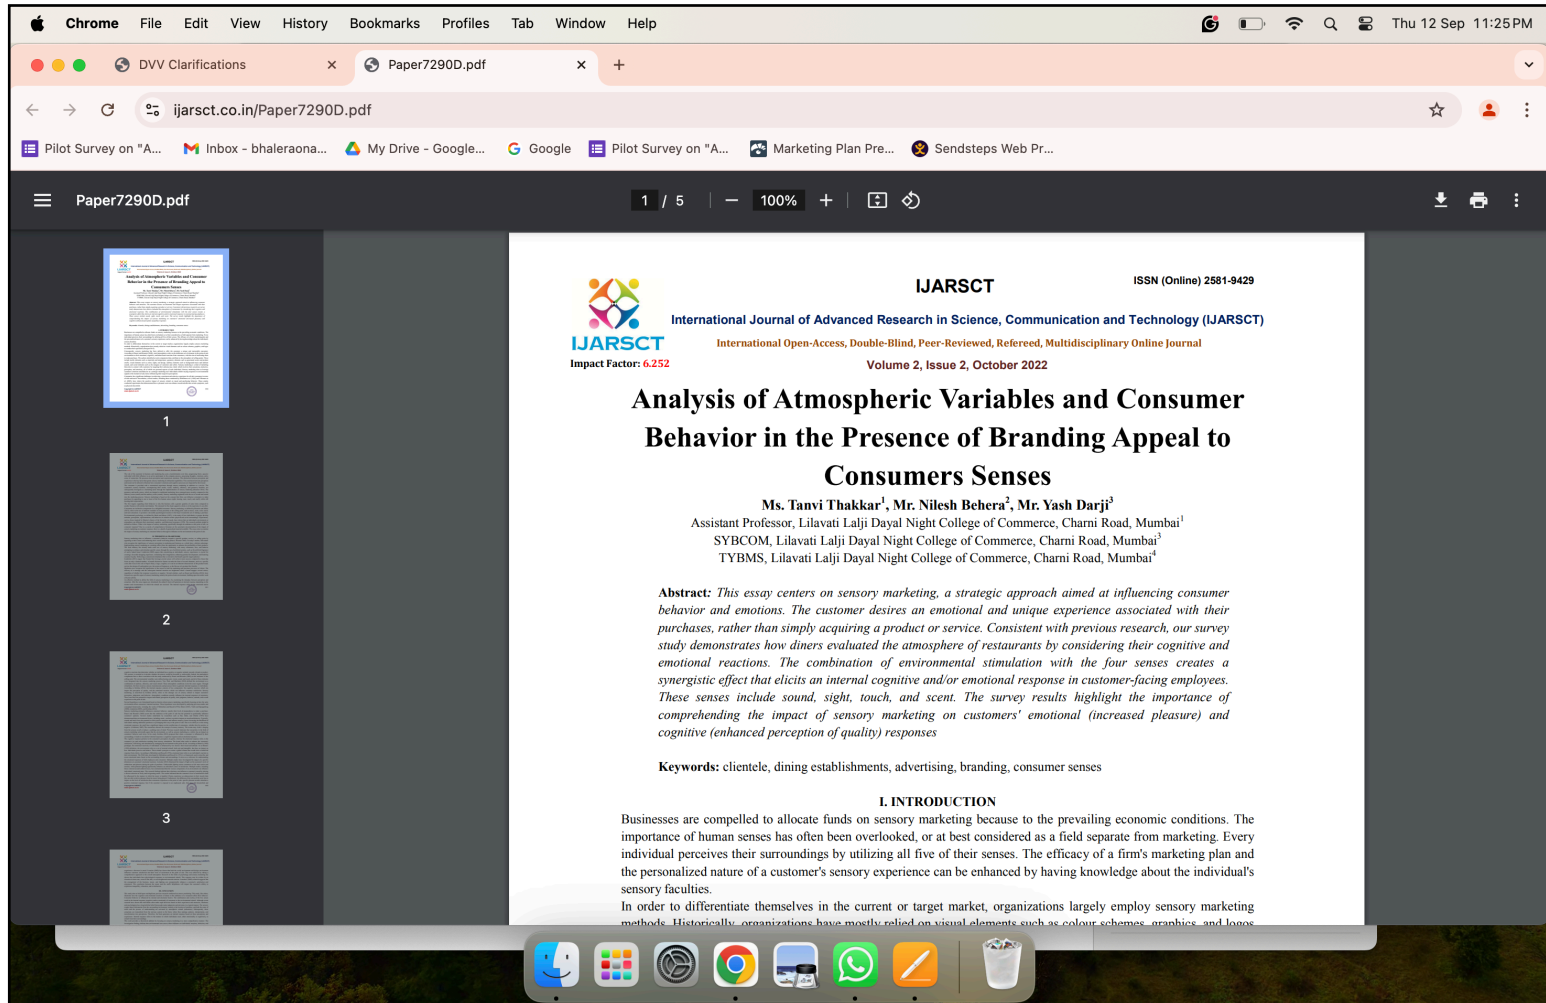 Chrome File Edit View History Bookmarks Profiles Tab Window Help Thu 12 Sep 11:25 PM
DVV Clarifications
Paper7290D.pdf
ijarsct.co.in/Paper7290D.pdf
Pilot Survey on "A... Inbox - bhaleraona... My Drive - Google... Google Pilot Survey on "A... Marketing Plan Pre... Sendsteps Web Pr...
Paper7290D.pdf 1 / 5 100%
1
2
3
IJARSCT
ISSN (Online) 2581-9429
International Journal of Advanced Research in Science, Communication and Technology (IJARSCT)
IJARSCT
International Open-Access, Double-Blind, Peer-Reviewed, Refereed, Multidisciplinary Online Journal
Impact Factor: 6.252
Volume 2, Issue 2, October 2022
Analysis of Atmospheric Variables and Consumer
Behavior in the Presence of Branding Appeal to
Consumers Senses
Ms. Tanvi Thakkar1, Mr. Nilesh Behera2, Mr. Yash Darji3
Assistant Professor, Lilavati Lalji Dayal Night College of Commerce, Charni Road, Mumbai1
SYBCOM, Lilavati Lalji Dayal Night College of Commerce, Charni Road, Mumbai3
TYBMS, Lilavati Lalji Dayal Night College of Commerce, Charni Road, Mumbai4
Abstract: This essay centers on sensory marketing, a strategic approach aimed at influencing consumer
behavior and emotions. The customer desires an emotional and unique experience associated with their
purchases, rather than simply acquiring a product or service. Consistent with previous research, our survey
study demonstrates how diners evaluated the atmosphere of restaurants by considering their cognitive and
emotional reactions. The combination of environmental stimulation with the four senses creates a
synergistic effect that elicits an internal cognitive and/or emotional response in customer-facing employees.
These senses include sound, sight, touch, and scent. The survey results highlight the importance of
comprehending the impact of sensory marketing on customers' emotional (increased pleasure) and
cognitive (enhanced perception of quality) responses
Keywords: clientele, dining establishments, advertising, branding, consumer senses
I. INTRODUCTION
Businesses are compelled to allocate funds on sensory marketing because to the prevailing economic conditions. The
importance of human senses has often been overlooked, or at best considered as a field separate from marketing. Every
individual perceives their surroundings by utilizing all five of their senses. The efficacy of a firm's marketing plan and
the personalized nature of a customer's sensory experience can be enhanced by having knowledge about the individual's
sensory faculties.
In order to differentiate themselves in the current or target market, organizations largely employ sensory marketing
methods. Historically, organizations have mostly relied on visual elements such as colour schemes, graphics, and logos